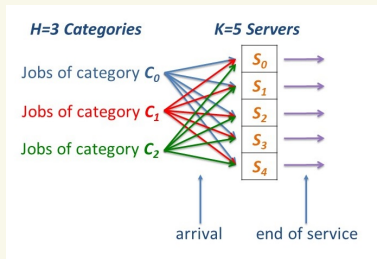 H=3 Categories
K=5 Servers
Jobs of category C0
Jobs of category C1
Jobs of category C2
S0
S1
S2
S3
S4
arrival
end of service